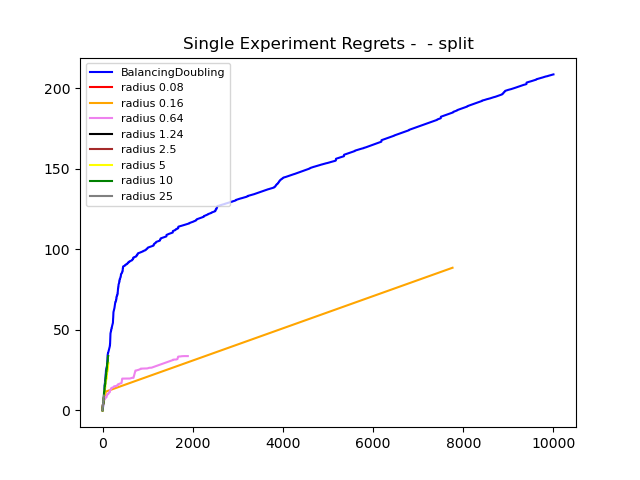 Single Experiment Regrets -  - split
BalancingDoubling
radius 0.08
radius 0.16
radius 0.64
radius 1.24
radius 2.5
radius 5
radius 10
radius 25
200
150
100
50
0
0 2000 4000 6000 8000 10000